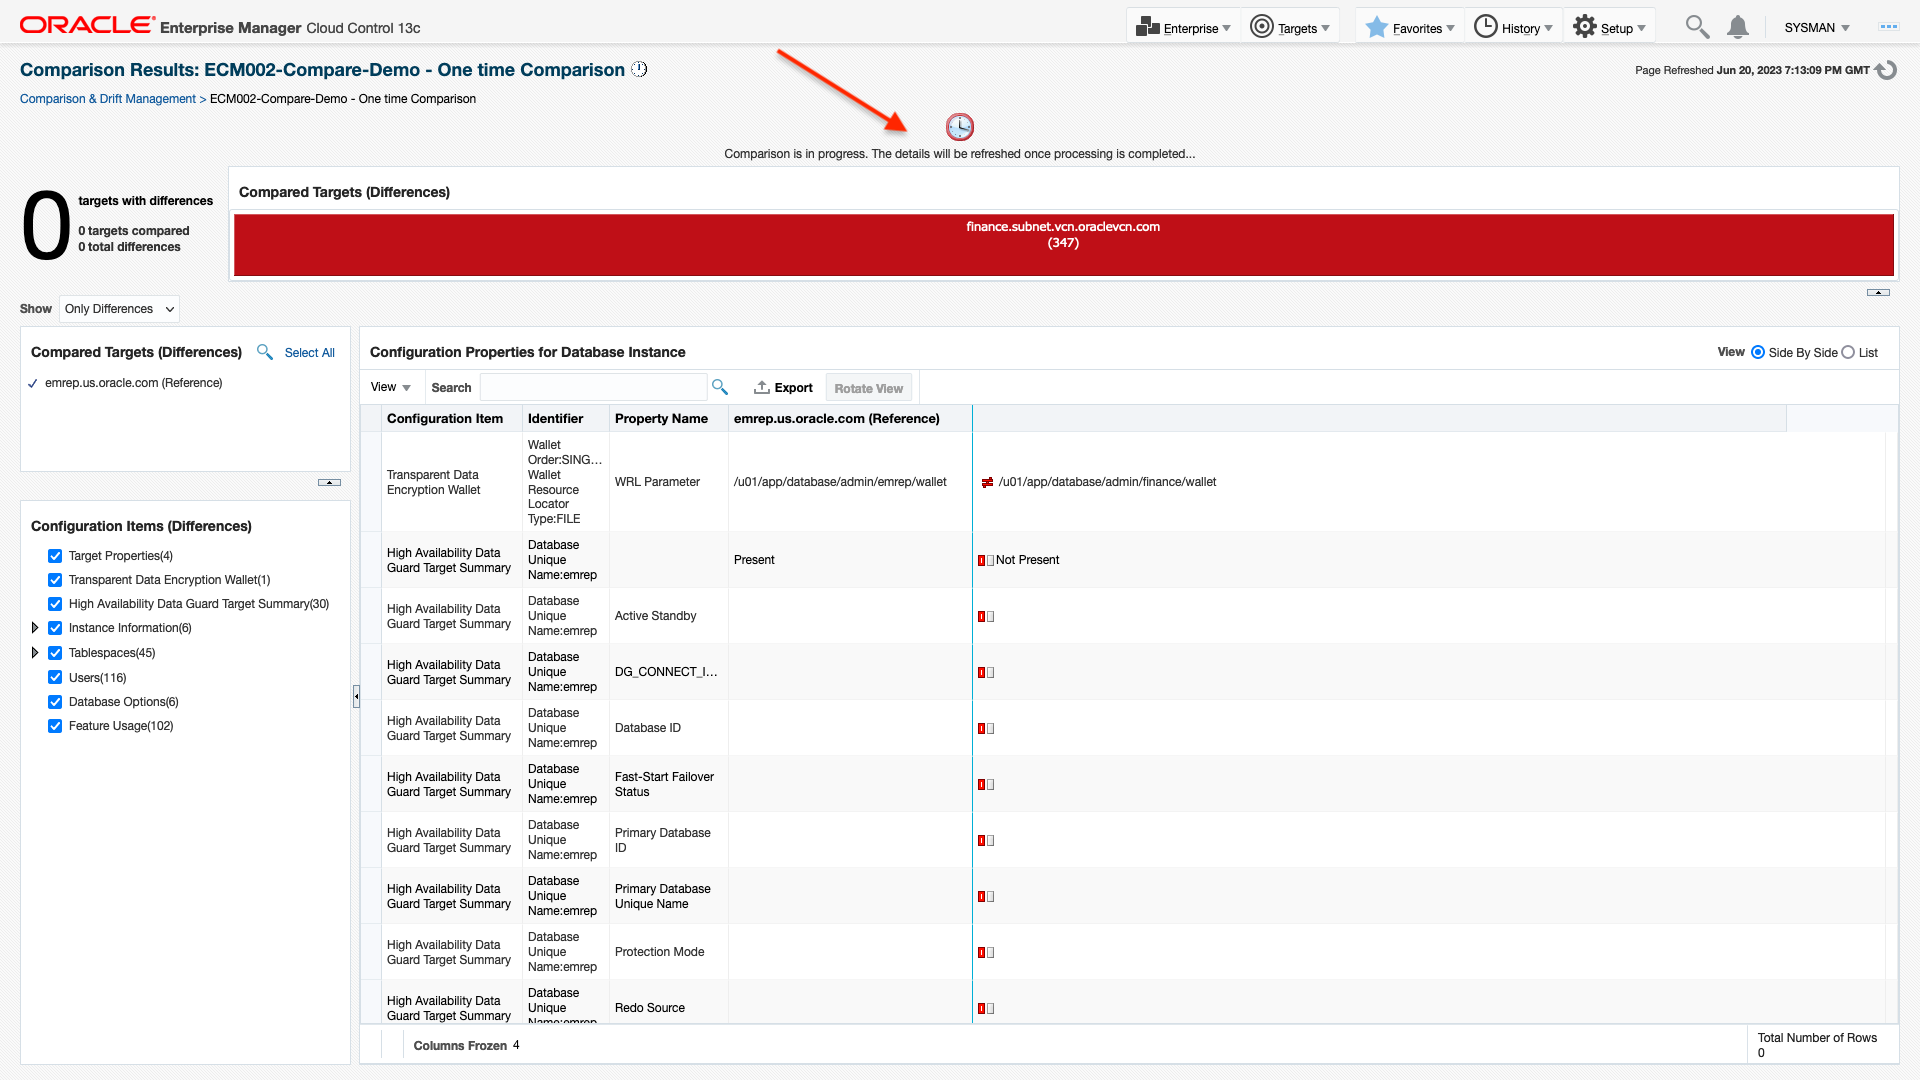 ORACLE Enterprise Manager Cloud Control 13c
Enterprise
Targets
Favorites
History
Setup
SYSMAN
Comparison Results: ECM002-Compare-Demo - One time Comparison
Page Refreshed Jun 20, 2023 7:13:09 PM GMT
Comparison & Drift Management > ECM002-Compare-Demo - One time Comparison
Comparison is in progress. The details will be refreshed once processing is completed...
0
targets with differences
0 targets compared
0 total differences
Compared Targets (Differences)
finance.subnet.vcn.oraclevcn.com
(347)
Show Only Differences
Compared Targets (Differences) Select All
emrep.us.oracle.com (Reference)
Configuration Items (Differences)
Target Properties(4)
Transparent Data Encryption Wallet(1)
High Availability Data Guard Target Summary(30)
Instance Information(6)
Tablespaces(45)
Users(116)
Database Options(6)
Feature Usage(102)
Configuration Properties for Database Instance
View Side By Side List
View Search Export Rotate View
Configuration Item Identifier Property Name emrep.us.oracle.com (Reference)
Transparent Data
Encryption Wallet
Wallet
Order:SING...
Wallet
Resource
Locator
Type:FILE
WRL Parameter
/u01/app/database/admin/emrep/wallet
/u01/app/database/admin/finance/wallet
High Availability Data
Guard Target Summary
Database
Unique
Name:emrep
Present
Not Present
High Availability Data
Guard Target Summary
Database
Unique
Name:emrep
Active Standby
High Availability Data
Guard Target Summary
Database
Unique
Name:emrep
DG_CONNECT_I...
High Availability Data
Guard Target Summary
Database
Unique
Name:emrep
Database ID
High Availability Data
Guard Target Summary
Database
Unique
Name:emrep
Fast-Start Failover
Status
High Availability Data
Guard Target Summary
Database
Unique
Name:emrep
Primary Database
ID
High Availability Data
Guard Target Summary
Database
Unique
Name:emrep
Primary Database
Unique Name
High Availability Data
Guard Target Summary
Database
Unique
Name:emrep
Protection Mode
High Availability Data
Guard Target Summary
Database
Unique
Name:emrep
Redo Source
Columns Frozen 4
Total Number of Rows
0